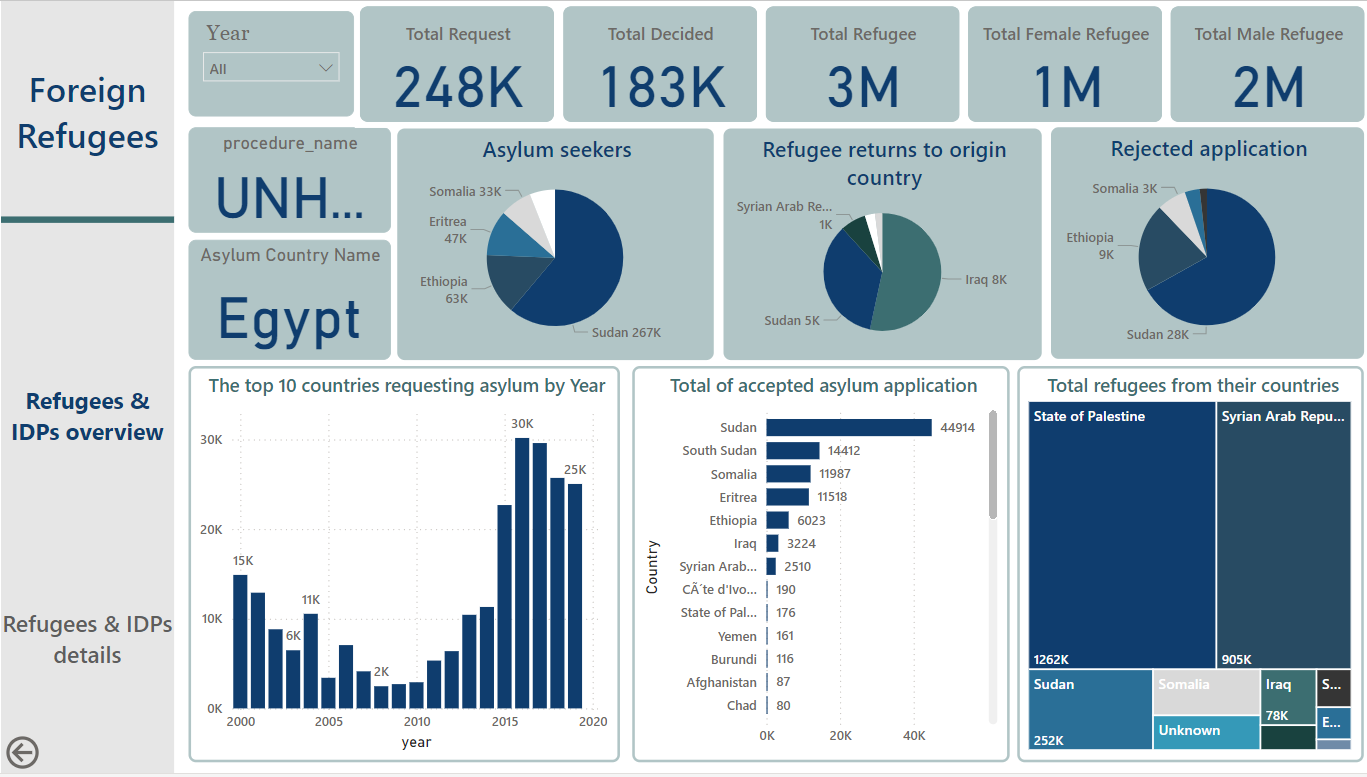 Foreign
Refugees
Refugees &
IDPs overview
Refugees & IDPs
details
Year
All
Total Request
248K
Total Decided
183K
Total Refugee
3M
Total Female Refugee
1M
Total Male Refugee
2M
procedure_name
UNH...
Asylum Country Name
Egypt
Asylum seekers
Somalia 33K
Eritrea
47K
Ethiopia
63K
Sudan 267K
Refugee returns to origin
country
Syrian Arab Re...
1K
Iraq 8K
Sudan 5K
Rejected application
Somalia 3K
Ethiopia
9K
Sudan 28K
The top 10 countries requesting asylum by Year
30K
20K
10K
0K
15K
6K
11K
2K
30K
25K
2000
2005
2010
2015
2020
year
Total of accepted asylum application
Country
Sudan 44914
South Sudan 14412
Somalia 11987
Eritrea 11518
Ethiopia 6023
Iraq 3224
Syrian Arab... 2510
CÃ´te d'Ivo... 190
State of Pal... 176
Yemen 161
Burundi 116
Afghanistan 87
Chad 80
0K
20K
40K
Total refugees from their countries
State of Palestine
1262K
Syrian Arab Repu...
905K
Sudan
252K
Somalia
Unknown
Iraq
78K
S...
E...